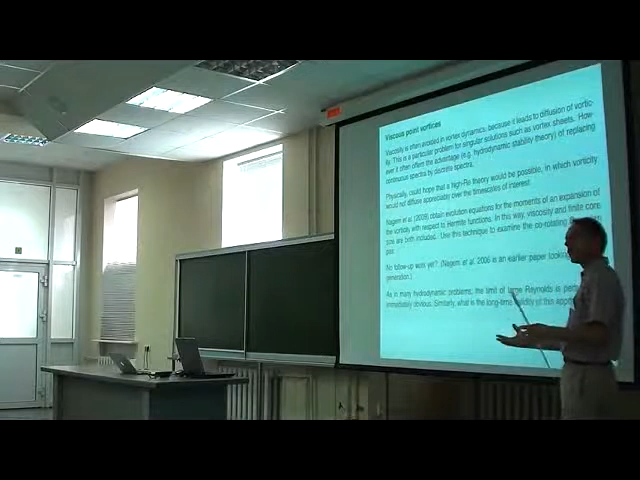 Viscous point vortices
Viscosity is often avoided in vortex dynamics, because it leads to diffusion of vortic-
ity. This is a particular problem for singular solutions such as vortex sheets. How-
ever it often offers the advantage (e.g. hydrodynamic stability theory) of replacing
continuous spectra by discrete spectra.
Physically, could hope that a high-Re theory would be possible, in which vorticity
would not diffuse appreciably over the timescales of interest.
Nagem et al. (2009) obtain evolution equations for the moments of an expansion of
the vorticity with respect to Hermite functions. In this way, viscosity and finite core
size are both included. Use this technique to examine the co-rotating
pair.
No follow-up work yet? (Nagem et al. 2006 is an earlier paper looking
generation.)
As in many hydrodynamic problems, the limit of large Reynolds is
immediately obvious. Similarly, what is the long-time validity of this